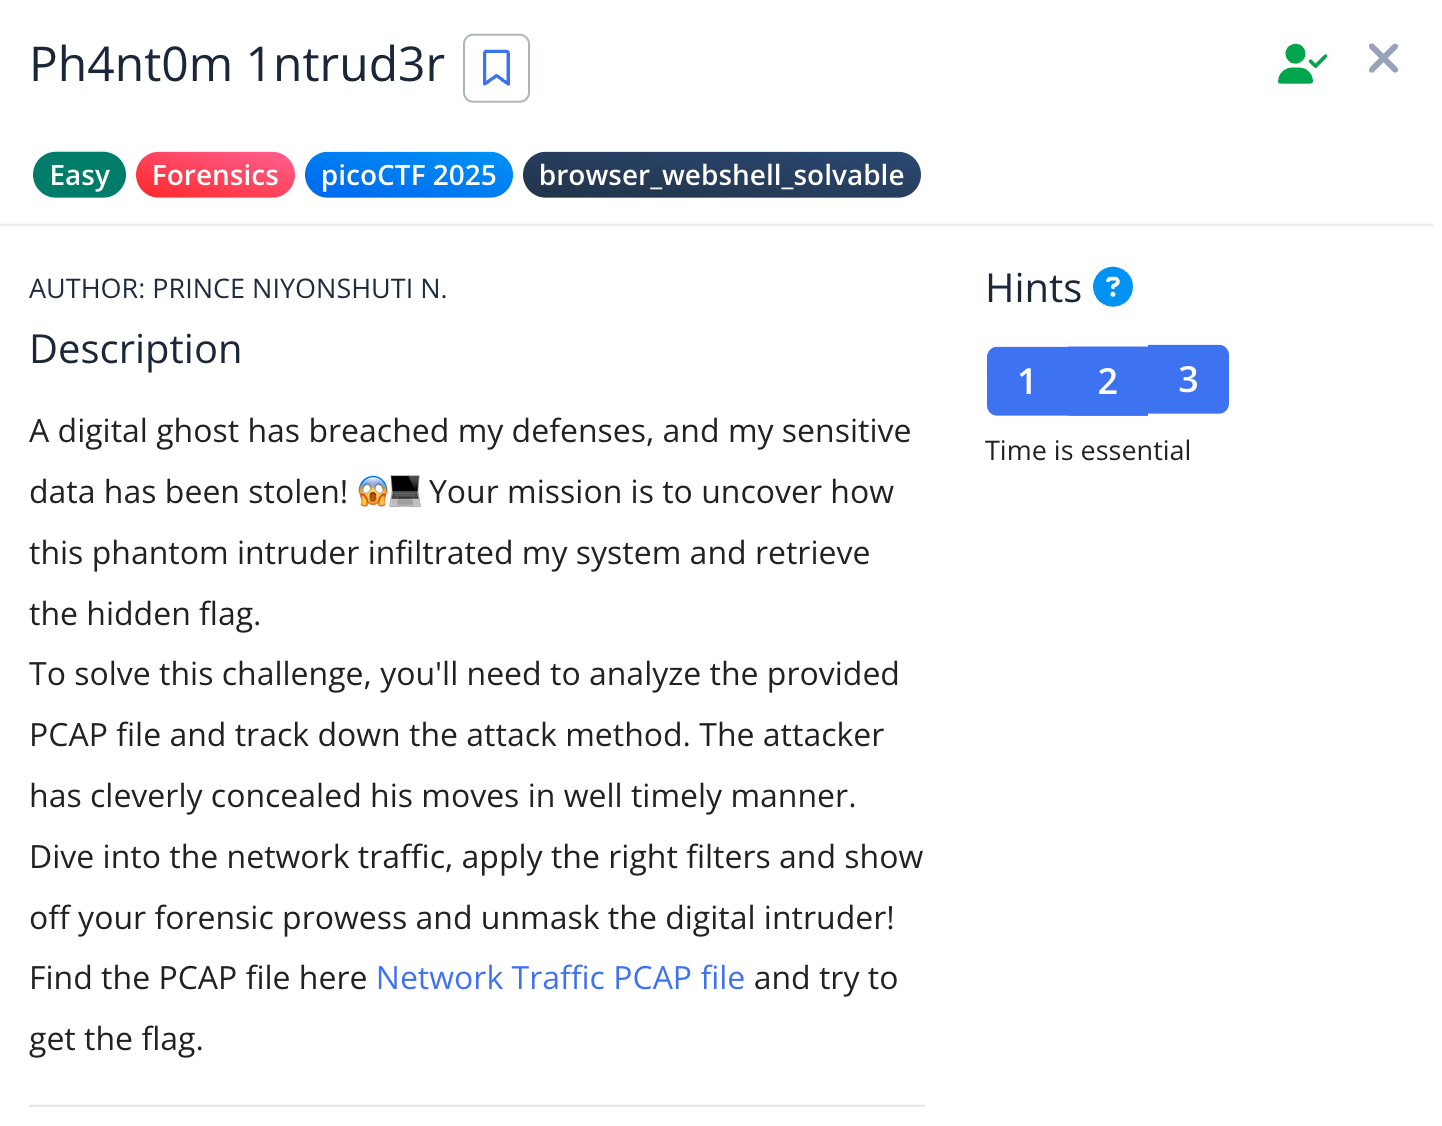 Ph4nt0m 1ntrud3r
Easy Forensics picoCTF 2025 browser_webshell_solvable
AUTHOR: PRINCE NIYONSHUTI N.
Description
A digital ghost has breached my defenses, and my sensitive
data has been stolen! 😱💻 Your mission is to uncover how
this phantom intruder infiltrated my system and retrieve
the hidden flag.
To solve this challenge, you'll need to analyze the provided
PCAP file and track down the attack method. The attacker
has cleverly concealed his moves in well timely manner.
Dive into the network traffic, apply the right filters and show
off your forensic prowess and unmask the digital intruder!
Find the PCAP file here Network Traffic PCAP file and try to
get the flag.
Hints ?
1 2 3
Time is essential